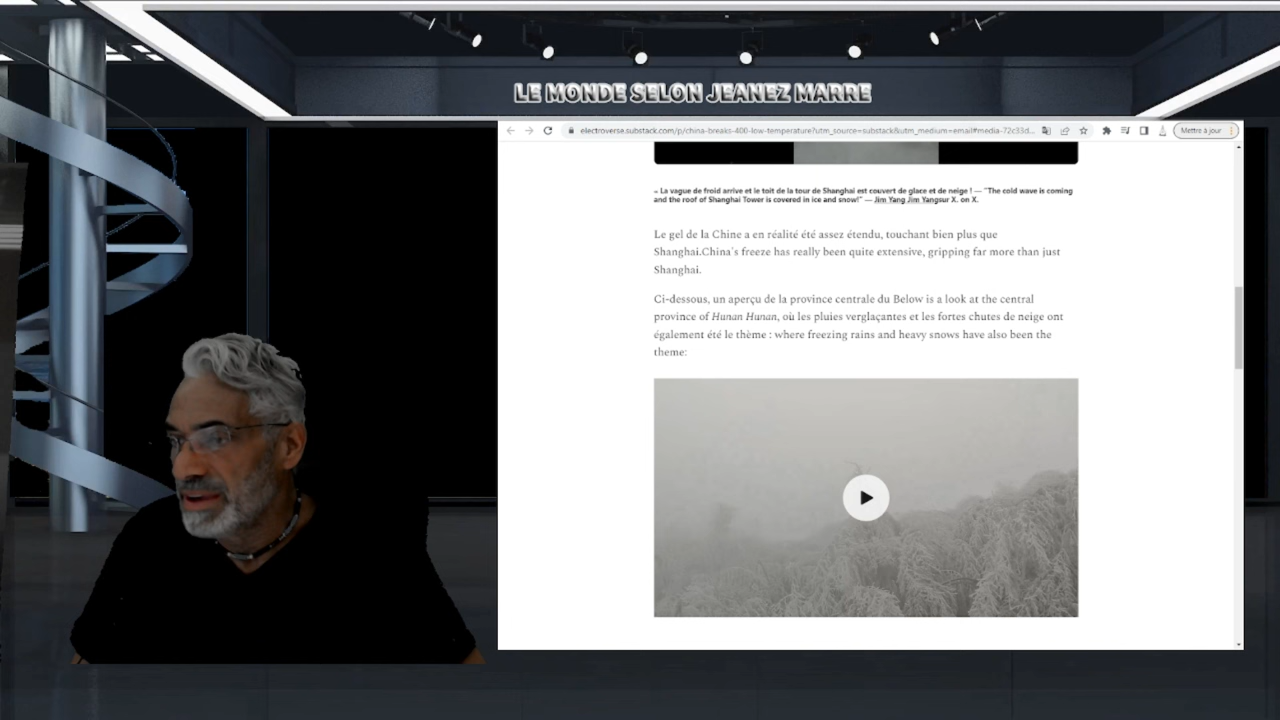 LE MONDE SELON JEANEZ MARRE
electroverse.substack.com/p/china-breaks-400-low-temperature?utm_source=substack&utm_medium=email#media-72c33d...
Mettre à jour
« La vague de froid arrive et le toit de la tour de Shanghai est couvert de glace et de neige ! — "The cold wave is coming
and the roof of Shanghai Tower is covered in ice and snow!" — Jim Yang Jim Yangsur X. on X.
Le gel de la Chine a en réalité été assez étendu, touchant bien plus que
Shanghai.China's freeze has really been quite extensive, gripping far more than just
Shanghai.
Ci-dessous, un aperçu de la province centrale du Below is a look at the central
province of Hunan Hunan, où les pluies verglaçantes et les fortes chutes de neige ont
également été le thème : where freezing rains and heavy snows have also been the
theme: